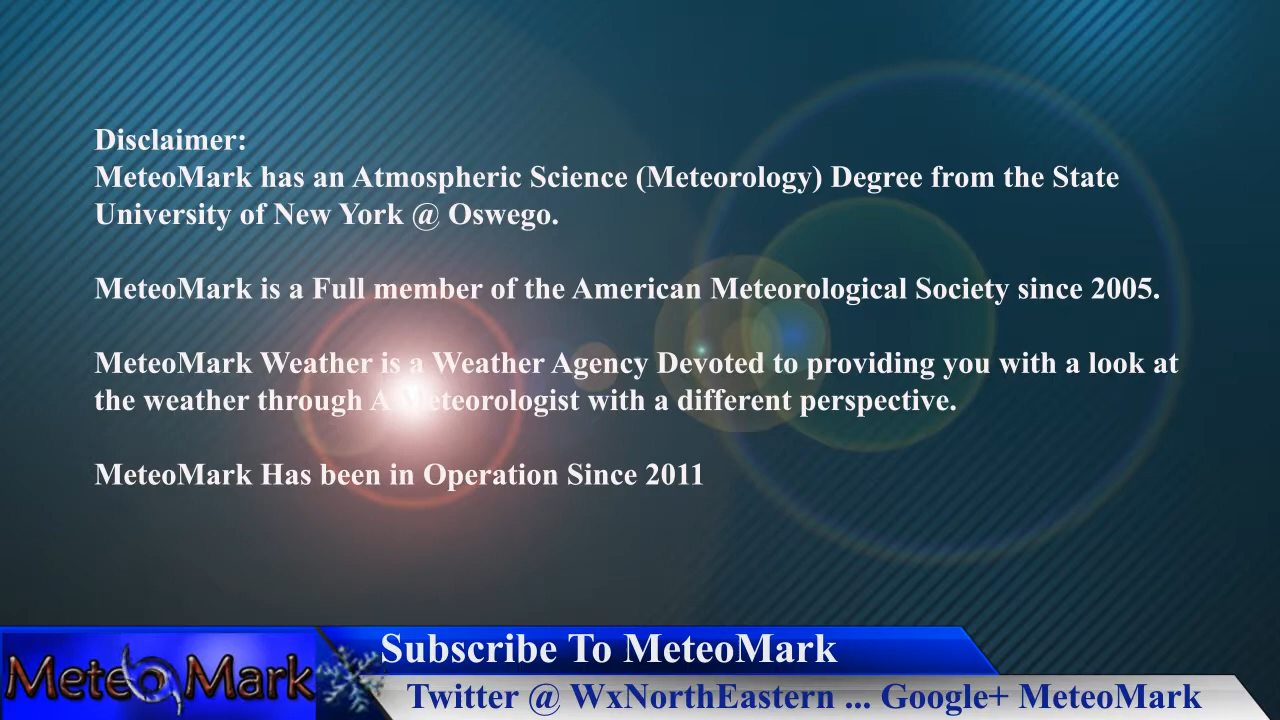 Disclaimer:
MeteoMark has an Atmospheric Science (Meteorology) Degree from the State
University of New York @ Oswego.
MeteoMark is a Full member of the American Meteorological Society since 2005.
MeteoMark Weather is a Weather Agency Devoted to providing you with a look at
the weather through A Meteorologist with a different perspective.
MeteoMark Has been in Operation Since 2011
Subscribe To MeteoMark
Meteo Mark
Twitter @ WxNorthEastern ... Google+ MeteoMark